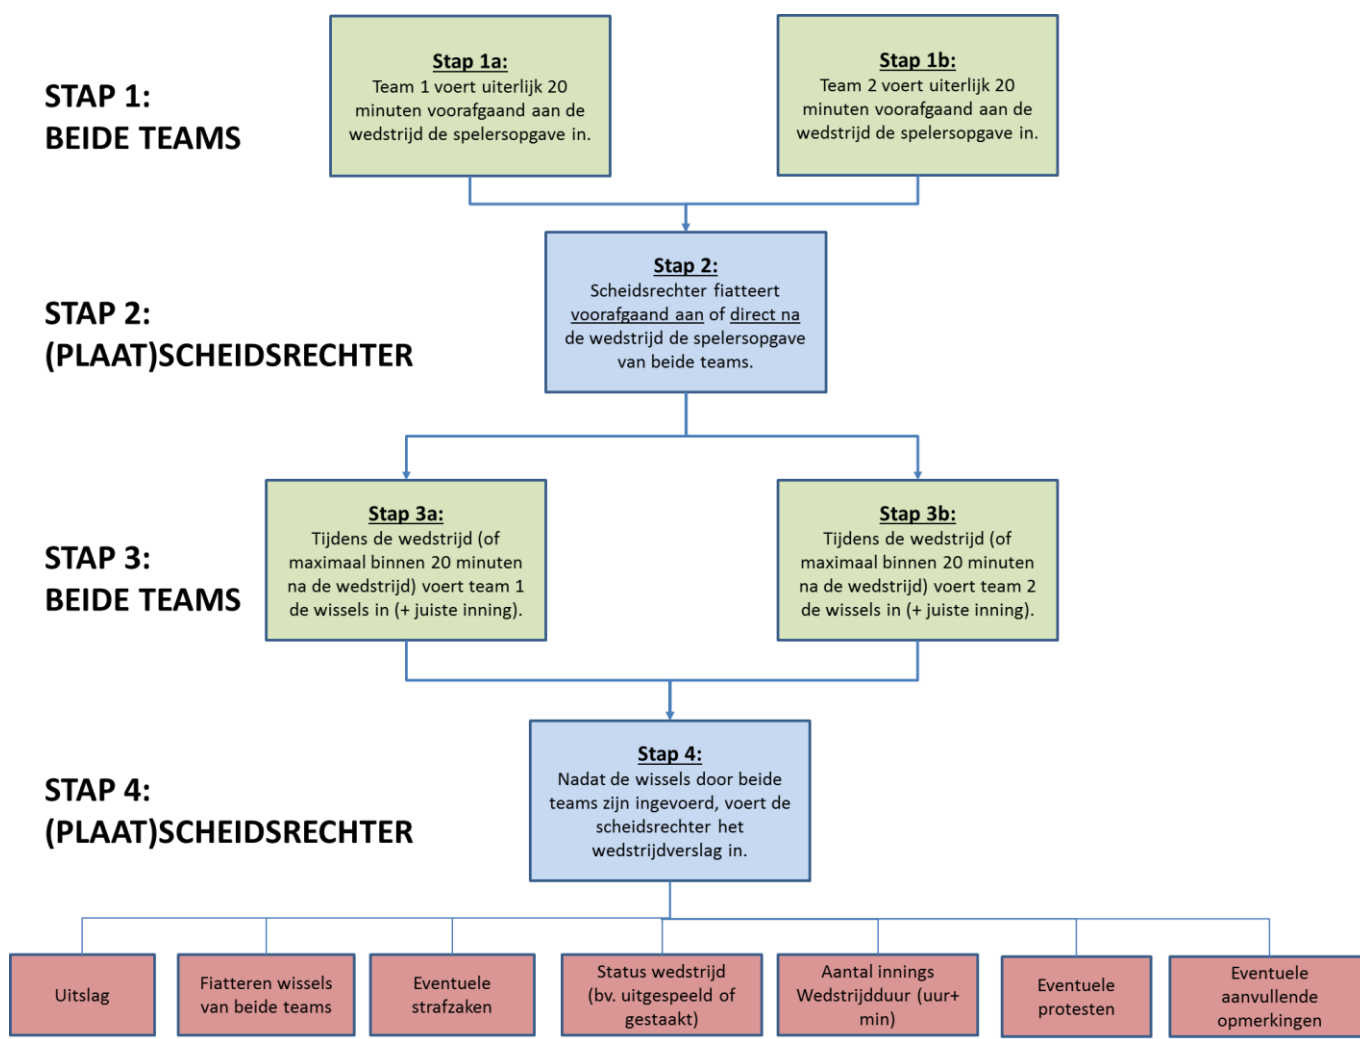 STAP 1:
BEIDE TEAMS
Stap 1a:
Team 1 voert uiterlijk 20
minuten voorafgaand aan de
wedstrijd de spelersopgave in.
Stap 1b:
Team 2 voert uiterlijk 20
minuten voorafgaand aan de
wedstrijd de spelersopgave in.
STAP 2:
(PLAAT)SCHEIDSRECHTER
Stap 2:
Scheidsrechter fiatteert
voorafgaand aan of direct na
de wedstrijd de spelersopgave
van beide teams.
STAP 3:
BEIDE TEAMS
Stap 3a:
Tijdens de wedstrijd (of
maximaal binnen 20 minuten
na de wedstrijd) voert team 1
de wissels in (+ juiste inning).
Stap 3b:
Tijdens de wedstrijd (of
maximaal binnen 20 minuten
na de wedstrijd) voert team 2
de wissels in (+ juiste inning).
STAP 4:
(PLAAT)SCHEIDSRECHTER
Stap 4:
Nadat de wissels door beide
teams zijn ingevoerd, voert de
scheidsrechter het
wedstrijdverslag in.
Uitslag
Fiatteren wissels
van beide teams
Eventuele
strafzaken
Status wedstrijd
(bv. uitgespeeld of
gestaakt)
Aantal innings
Wedstrijdduur (uur+
min)
Eventuele
protesten
Eventuele
aanvullende
opmerkingen